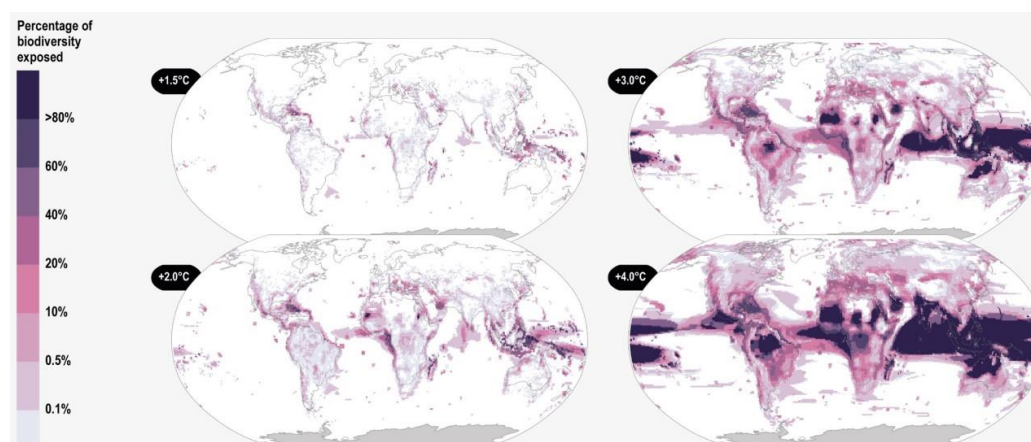 Percentage of
biodiversity
exposed
>80%
60%
40%
20%
10%
0.5%
0.1%
+1.5°C
+3.0°C
+2.0°C
+4.0°C